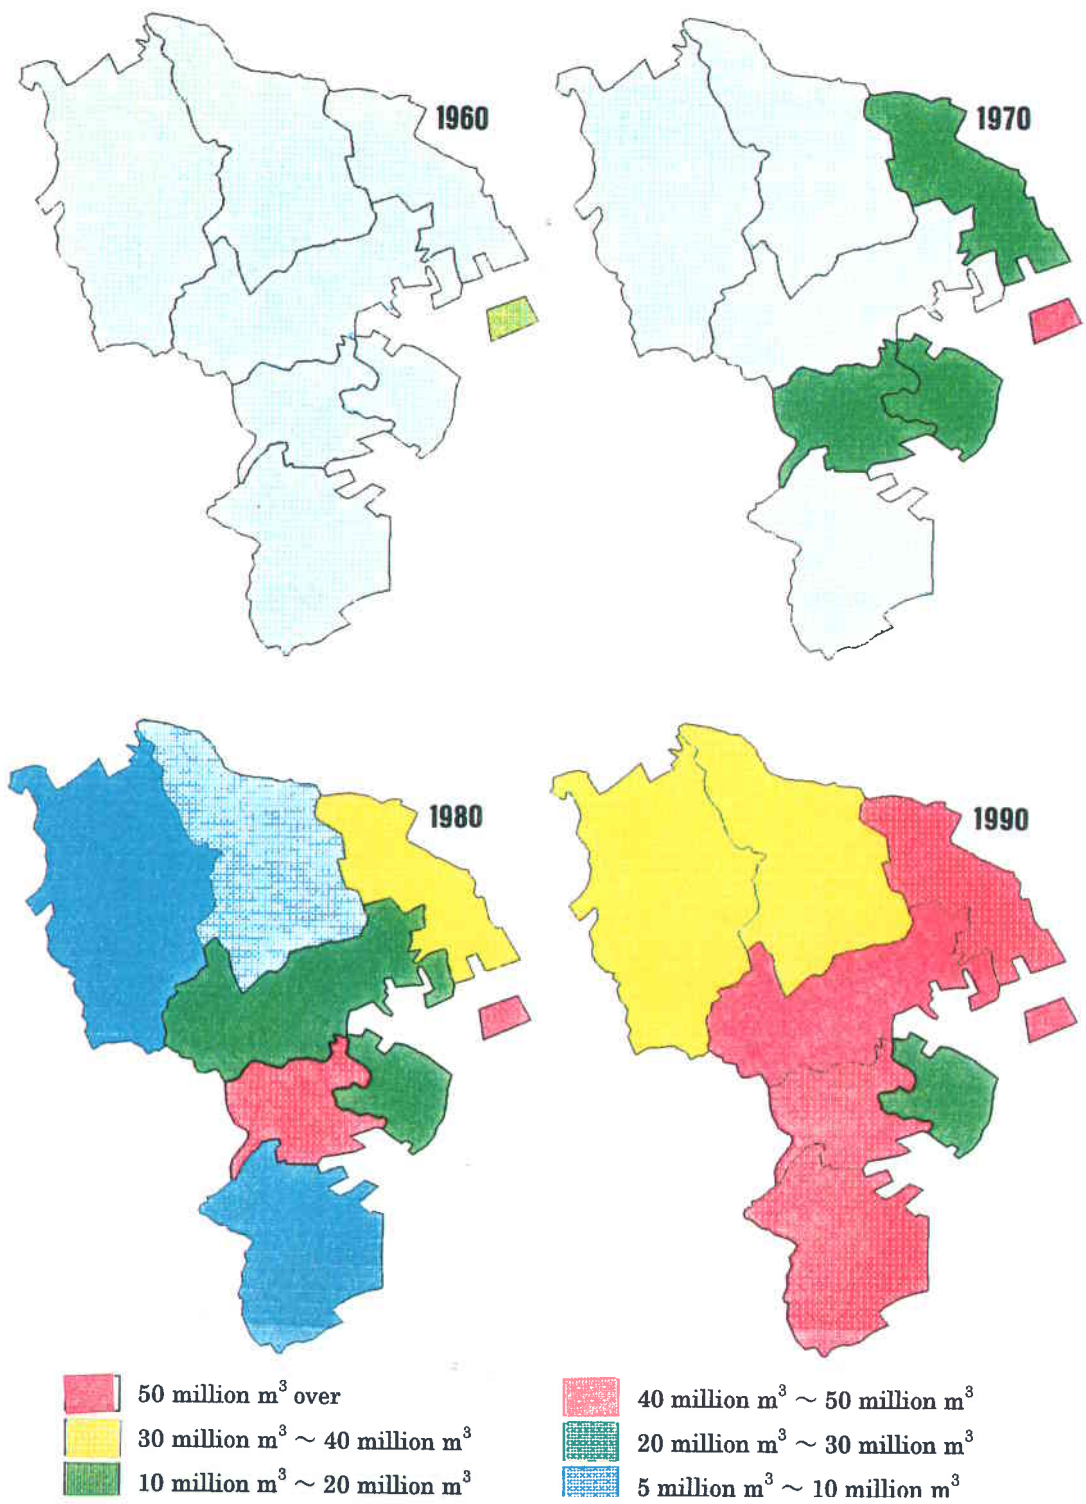 1960
1970
1980
1990
50 million m³ over
40 million m³ ~ 50 million m³
30 million m³ ~ 40 million m³
20 million m³ ~ 30 million m³
10 million m³ ~ 20 million m³
5 million m³ ~ 10 million m³